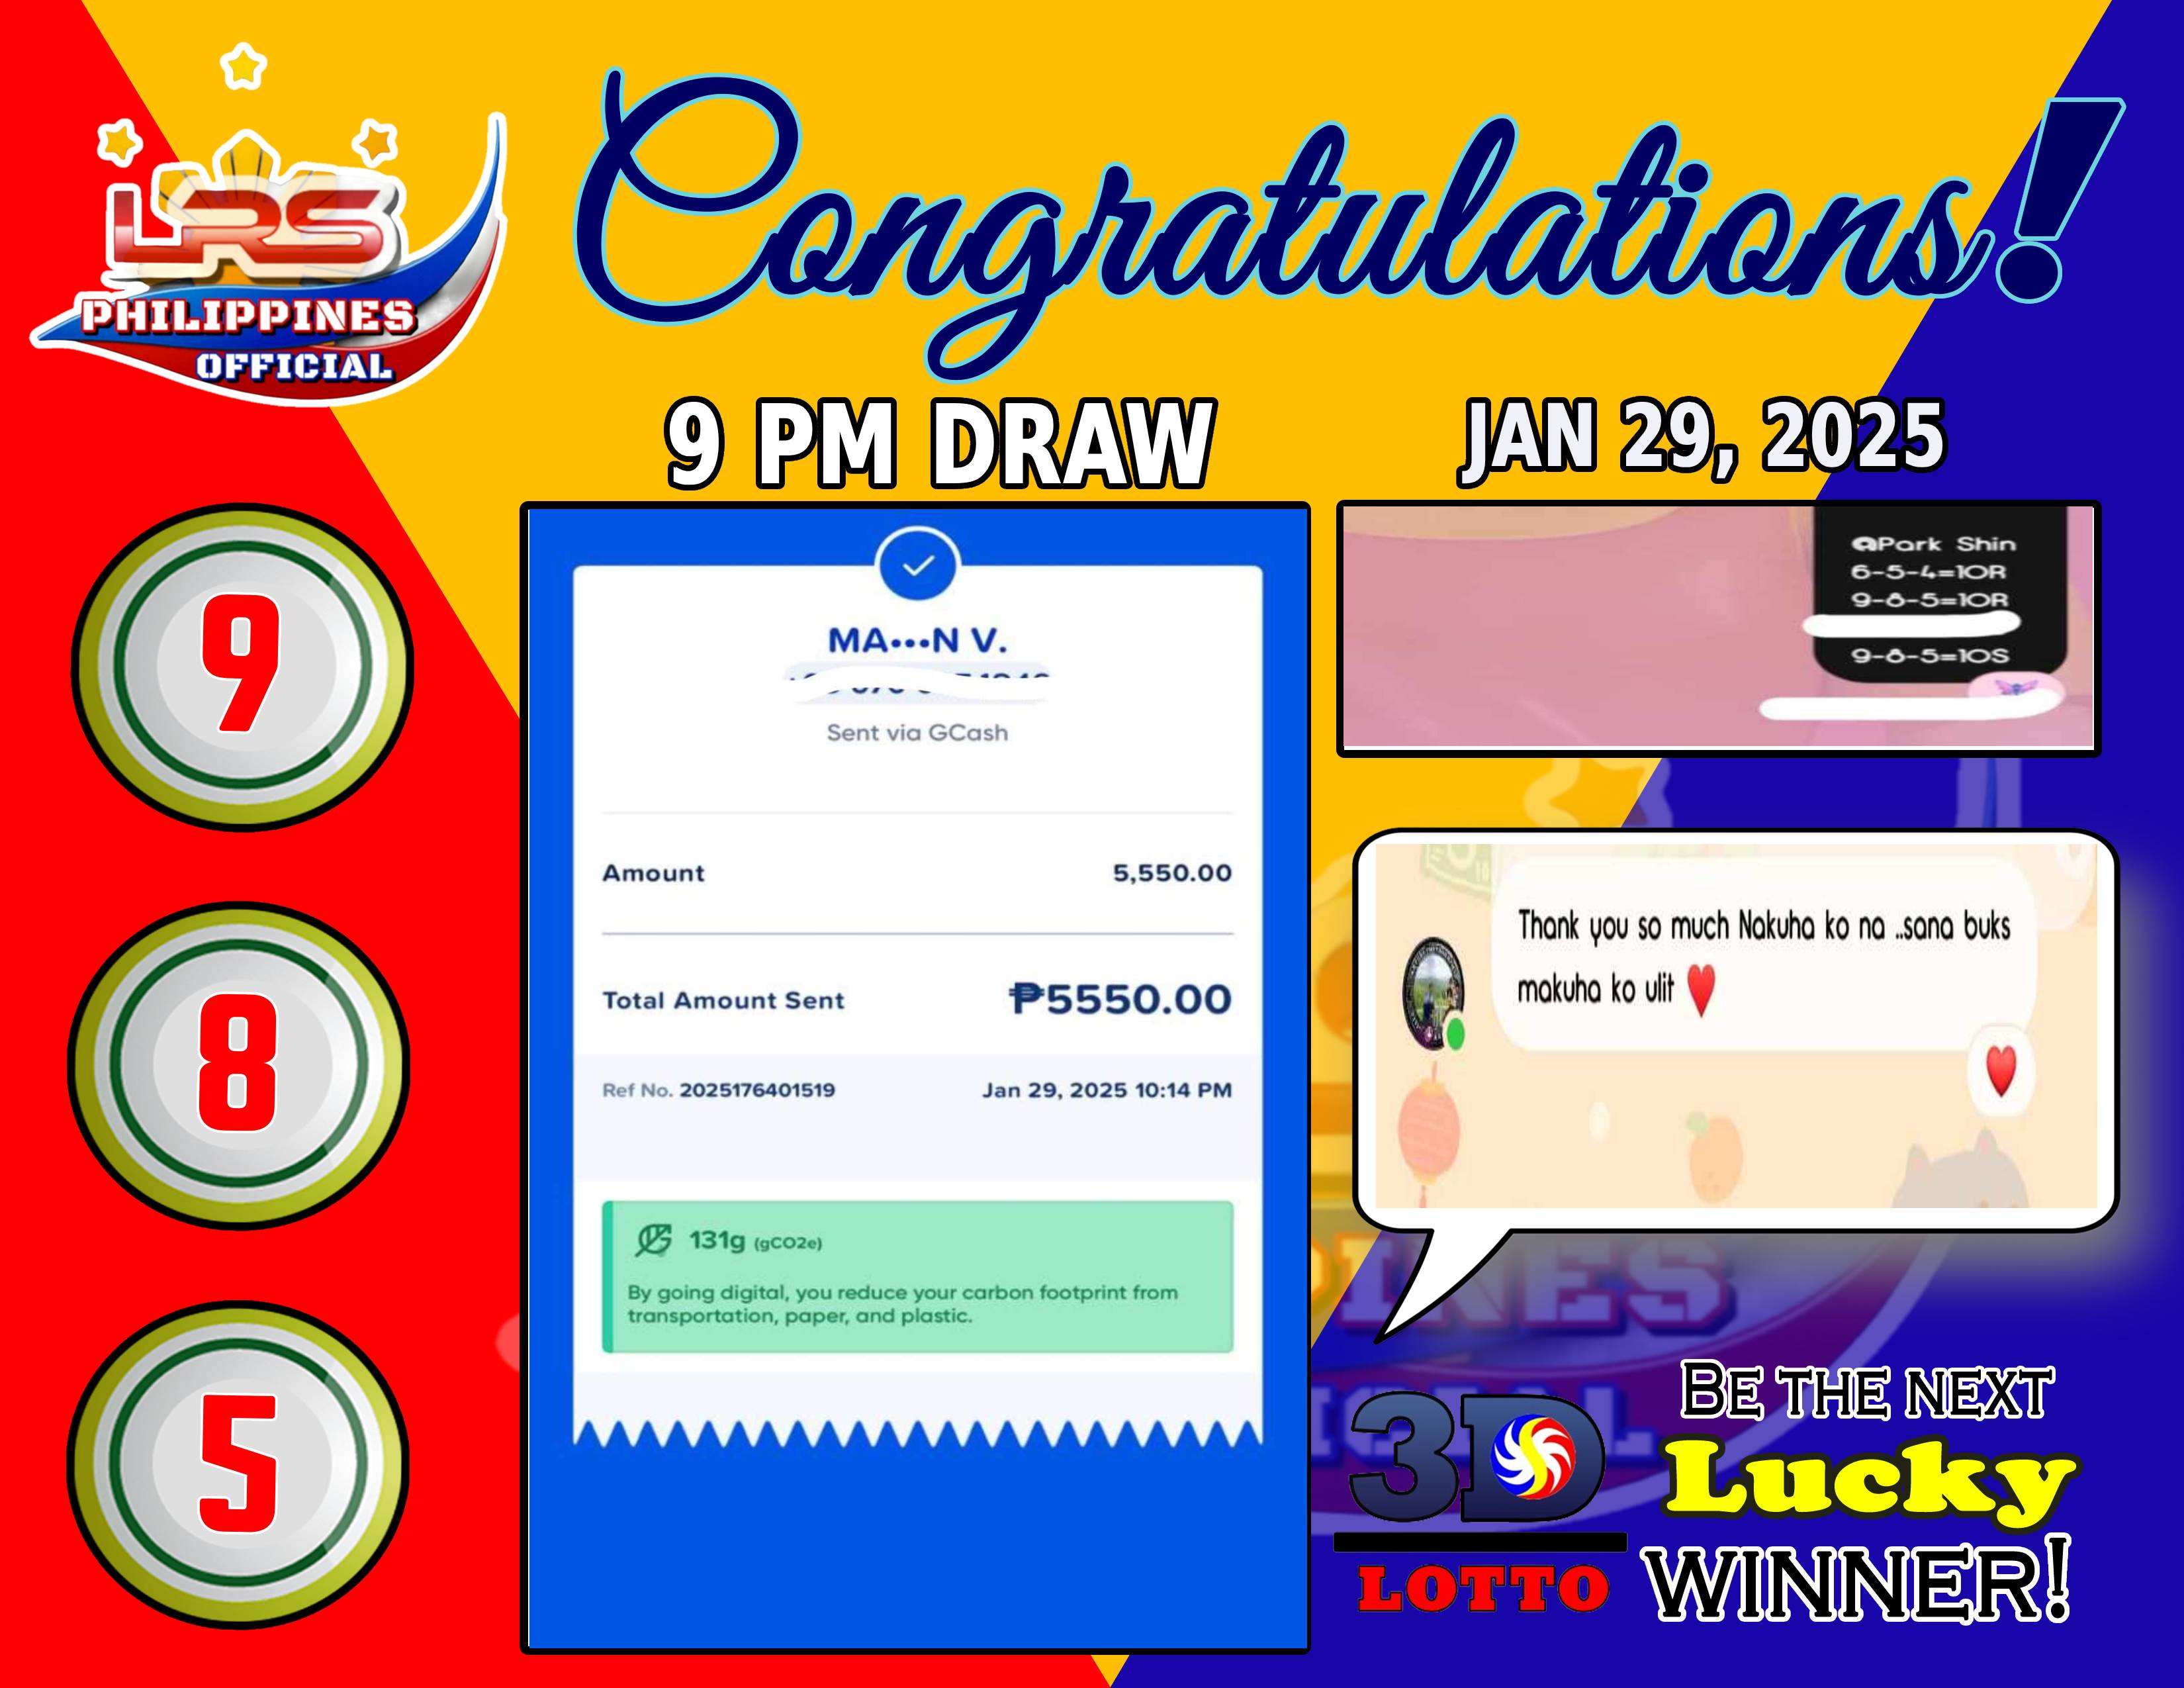 LRS
PHILIPPINES
OFFICIAL
Congratulations!
9 PM DRAW
JAN 29, 2025
9
8
5
MA•••N V.
Sent via GCash
Amount 5,550.00
Total Amount Sent ₱5550.00
Ref No. 2025176401519 Jan 29, 2025 10:14 PM
131g (gCO2e)
By going digital, you reduce your carbon footprint from
transportation, paper, and plastic.
@Park Shin
6-5-4=10R
9-8-5=10R
9-8-5=10S
Thank you so much Nakuha ko na ..sana buks
makuha ko ulit ❤️
3D
LOTTO
BE THE NEXT
Lucky
WINNER!